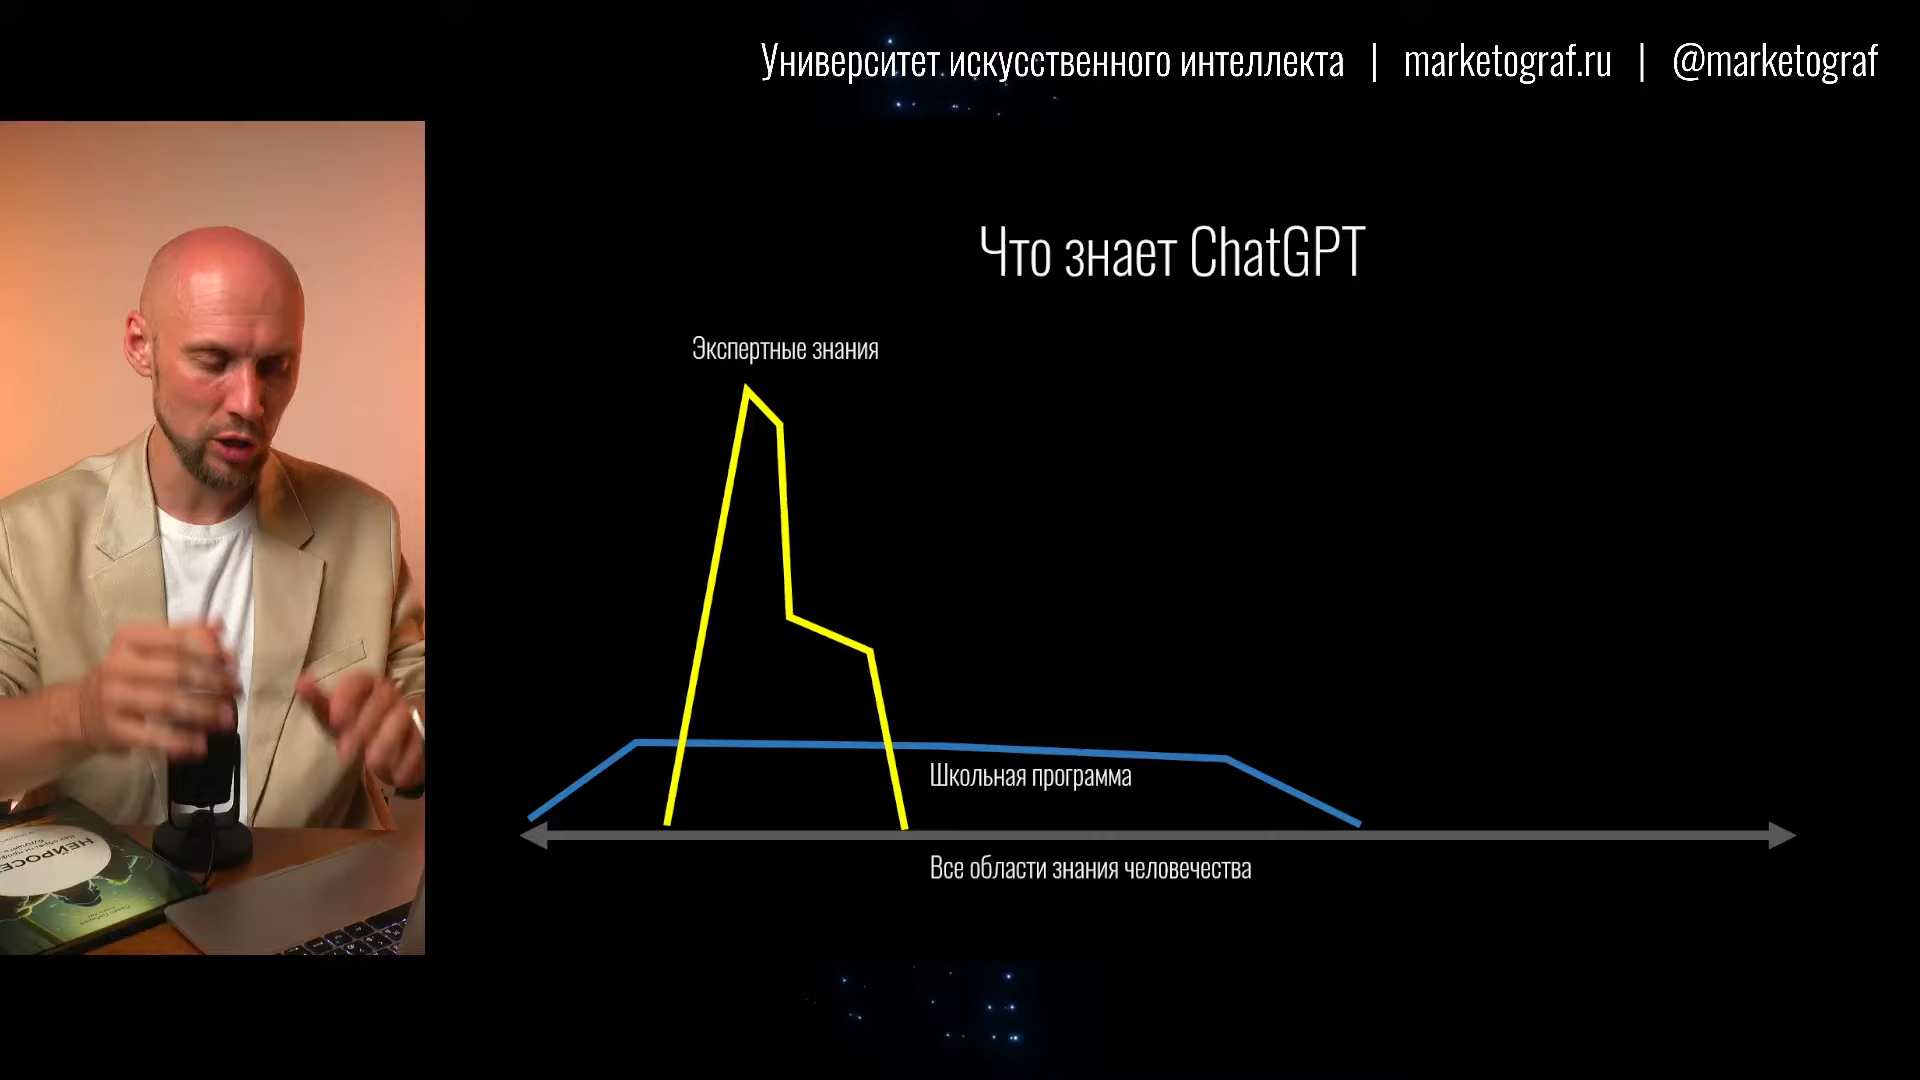 Университет искусственного интеллекта | marketograf.ru | @marketograf
Что знает ChatGPT
Экспертные знания
Школьная программа
Все области знания человечества